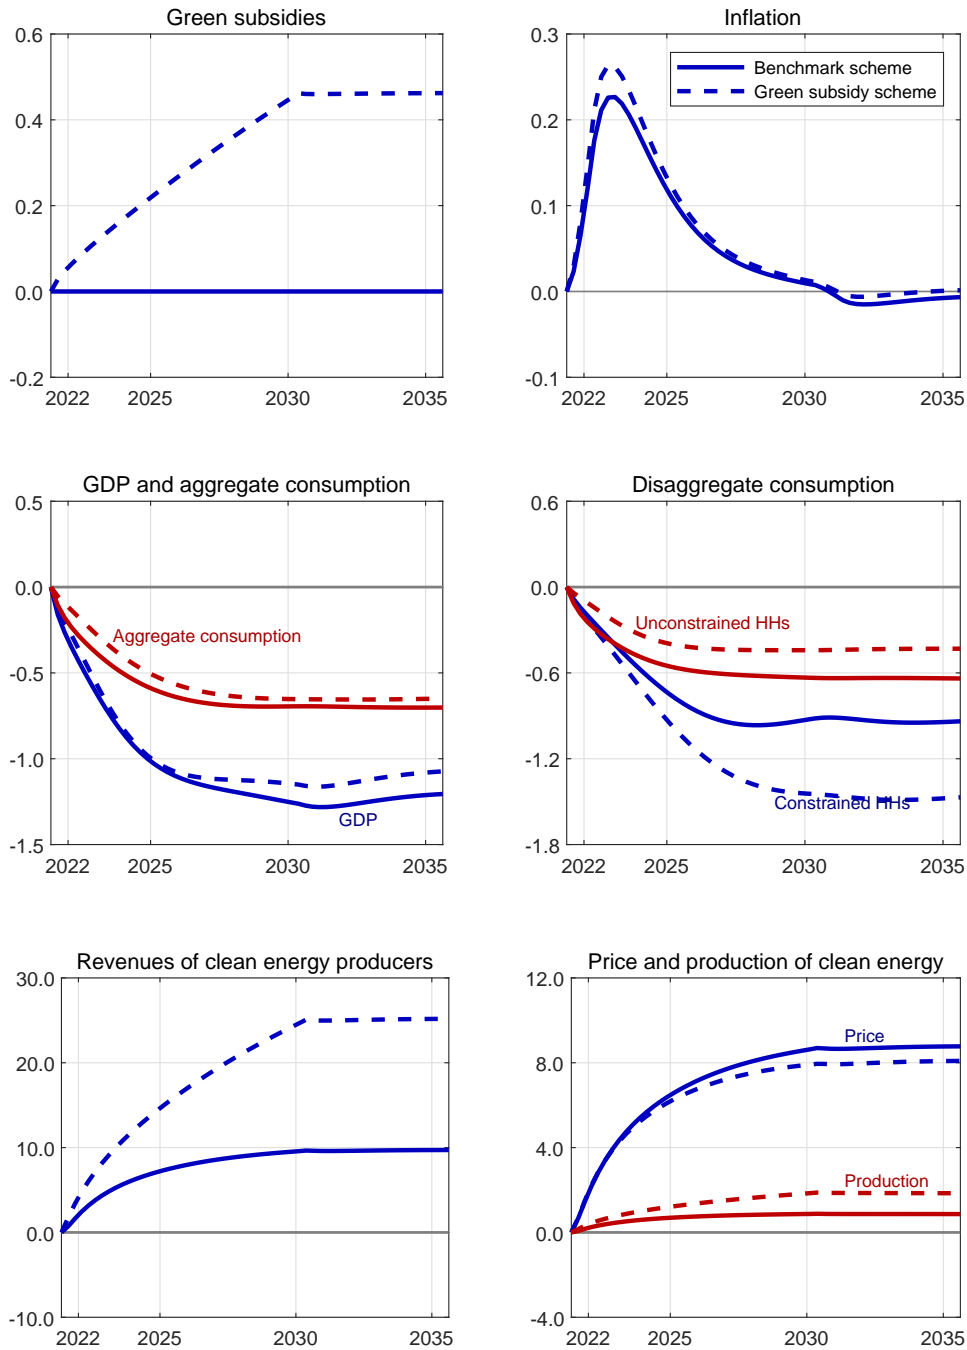 Green subsidies
0.6
0.4
0.2
0.0
-0.2
2022 2025 2030 2035
Inflation
Benchmark scheme
Green subsidy scheme
0.3
0.2
0.1
0.0
-0.1
2022 2025 2030 2035
GDP and aggregate consumption
0.5
0.0
Aggregate consumption
-0.5
-1.0
GDP
-1.5
2022 2025 2030 2035
Disaggregate consumption
0.6
0.0
Unconstrained HHs
-0.6
-1.2
Constrained HHs
-1.8
2022 2025 2030 2035
Revenues of clean energy producers
30.0
20.0
10.0
0.0
-10.0
2022 2025 2030 2035
Price and production of clean energy
12.0
Price
8.0
4.0
Production
0.0
-4.0
2022 2025 2030 2035